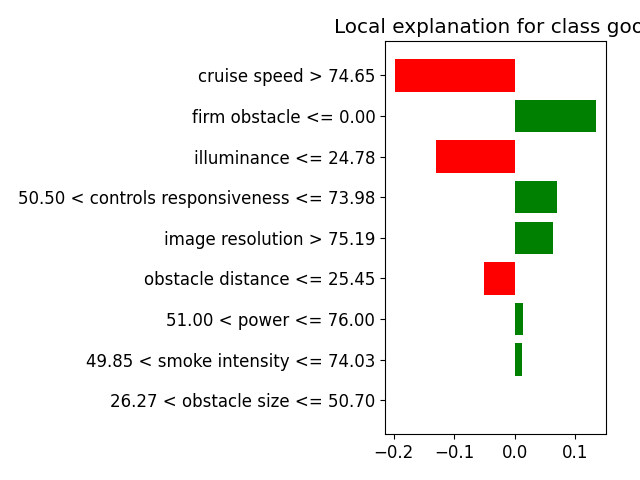 Local explanation for class goo
cruise speed > 74.65
firm obstacle <= 0.00
illuminance <= 24.78
50.50 < controls responsiveness <= 73.98
image resolution > 75.19
obstacle distance <= 25.45
51.00 < power <= 76.00
49.85 < smoke intensity <= 74.03
26.27 < obstacle size <= 50.70
−0.2 −0.1 0.0 0.1